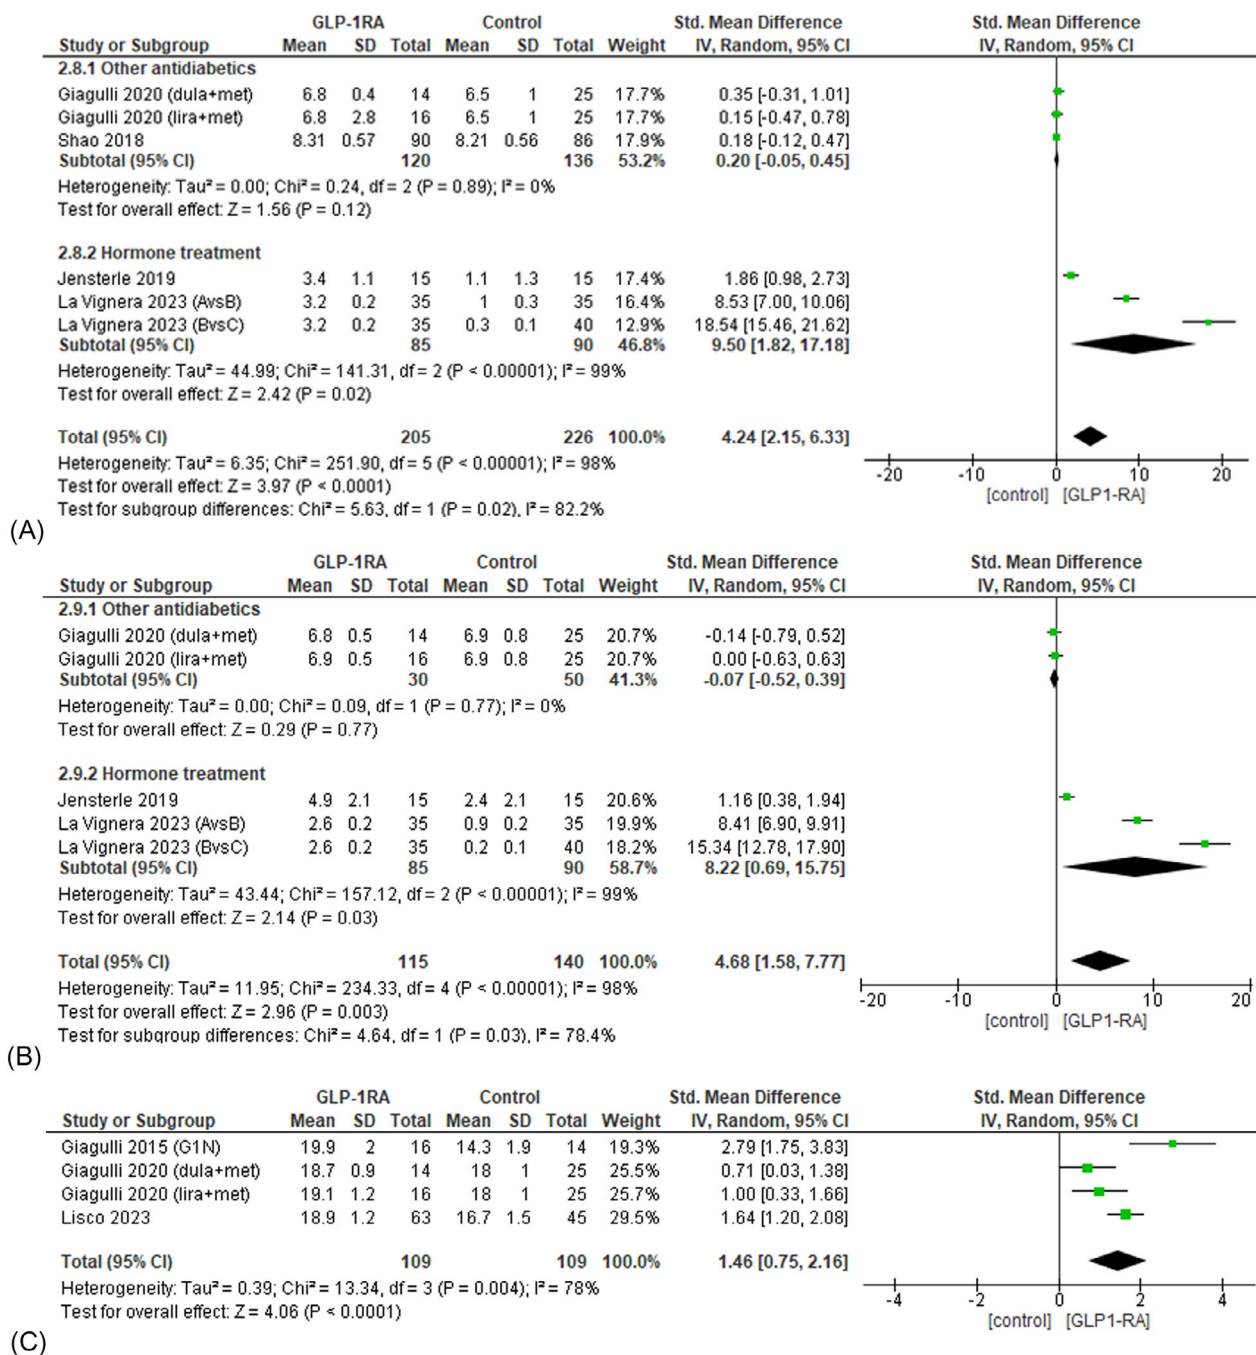 GLP-1RA Control Std. Mean Difference Std. Mean Difference
Study or Subgroup Mean SD Total Mean SD Total Weight IV, Random, 95% CI IV, Random, 95% CI
2.8.1 Other antidiabetics
Giagulli 2020 (dula+met) 6.8 0.4 14 6.5 1 25 17.7% 0.35 [-0.31, 1.01]
Giagulli 2020 (lira+met) 6.8 2.8 16 6.5 1 25 17.7% 0.15 [-0.47, 0.78]
Shao 2018 8.31 0.57 90 8.21 0.56 86 17.9% 0.18 [-0.12, 0.47]
Subtotal (95% CI) 120 136 53.2% 0.20 [-0.05, 0.45]
Heterogeneity: Tau² = 0.00; Chi² = 0.24, df = 2 (P = 0.89); I² = 0%
Test for overall effect: Z = 1.56 (P = 0.12)
2.8.2 Hormone treatment
Jensterle 2019 3.4 1.1 15 1.1 1.3 15 17.4% 1.86 [0.98, 2.73]
La Vignera 2023 (AvsB) 3.2 0.2 35 1 0.3 35 16.4% 8.53 [7.00, 10.06]
La Vignera 2023 (BvsC) 3.2 0.2 35 0.3 0.1 40 12.9% 18.54 [15.46, 21.62]
Subtotal (95% CI) 85 90 46.8% 9.50 [1.82, 17.18]
Heterogeneity: Tau² = 44.99; Chi² = 141.31, df = 2 (P < 0.00001); I² = 99%
Test for overall effect: Z = 2.42 (P = 0.02)
Total (95% CI) 205 226 100.0% 4.24 [2.15, 6.33]
Heterogeneity: Tau² = 6.35; Chi² = 251.90, df = 5 (P < 0.00001); I² = 98%
Test for overall effect: Z = 3.97 (P < 0.0001)
Test for subgroup differences: Chi² = 5.63, df = 1 (P = 0.02), I² = 82.2%
-20 -10 0 10 20
[control] [GLP1-RA]
(A)
GLP-1RA Control Std. Mean Difference Std. Mean Difference
Study or Subgroup Mean SD Total Mean SD Total Weight IV, Random, 95% CI IV, Random, 95% CI
2.9.1 Other antidiabetics
Giagulli 2020 (dula+met) 6.8 0.5 14 6.9 0.8 25 20.7% -0.14 [-0.79, 0.52]
Giagulli 2020 (lira+met) 6.9 0.5 16 6.9 0.8 25 20.7% 0.00 [-0.63, 0.63]
Subtotal (95% CI) 30 50 41.3% -0.07 [-0.52, 0.39]
Heterogeneity: Tau² = 0.00; Chi² = 0.09, df = 1 (P = 0.77); I² = 0%
Test for overall effect: Z = 0.29 (P = 0.77)
2.9.2 Hormone treatment
Jensterle 2019 4.9 2.1 15 2.4 2.1 15 20.6% 1.16 [0.38, 1.94]
La Vignera 2023 (AvsB) 2.6 0.2 35 0.9 0.2 35 19.9% 8.41 [6.90, 9.91]
La Vignera 2023 (BvsC) 2.6 0.2 35 0.2 0.1 40 18.2% 15.34 [12.78, 17.90]
Subtotal (95% CI) 85 90 58.7% 8.22 [0.69, 15.75]
Heterogeneity: Tau² = 43.44; Chi² = 157.12, df = 2 (P < 0.00001); I² = 99%
Test for overall effect: Z = 2.14 (P = 0.03)
Total (95% CI) 115 140 100.0% 4.68 [1.58, 7.77]
Heterogeneity: Tau² = 11.95; Chi² = 234.33, df = 4 (P < 0.00001); I² = 98%
Test for overall effect: Z = 2.96 (P = 0.003)
Test for subgroup differences: Chi² = 4.64, df = 1 (P = 0.03), I² = 78.4%
-20 -10 0 10 20
[control] [GLP1-RA]
(B)
GLP-1RA Control Std. Mean Difference Std. Mean Difference
Study or Subgroup Mean SD Total Mean SD Total Weight IV, Random, 95% CI IV, Random, 95% CI
Giagulli 2015 (G1N) 19.9 2 16 14.3 1.9 14 19.3% 2.79 [1.75, 3.83]
Giagulli 2020 (dula+met) 18.7 0.9 14 18 1 25 25.5% 0.71 [0.03, 1.38]
Giagulli 2020 (lira+met) 19.1 1.2 16 18 1 25 25.7% 1.00 [0.33, 1.66]
Lisco 2023 18.9 1.2 63 16.7 1.5 45 29.5% 1.64 [1.20, 2.08]
Total (95% CI) 109 109 100.0% 1.46 [0.75, 2.16]
Heterogeneity: Tau² = 0.39; Chi² = 13.34, df = 3 (P = 0.004); I² = 78%
Test for overall effect: Z = 4.06 (P < 0.0001)
-4 -2 0 2 4
[control] [GLP1-RA]
(C)